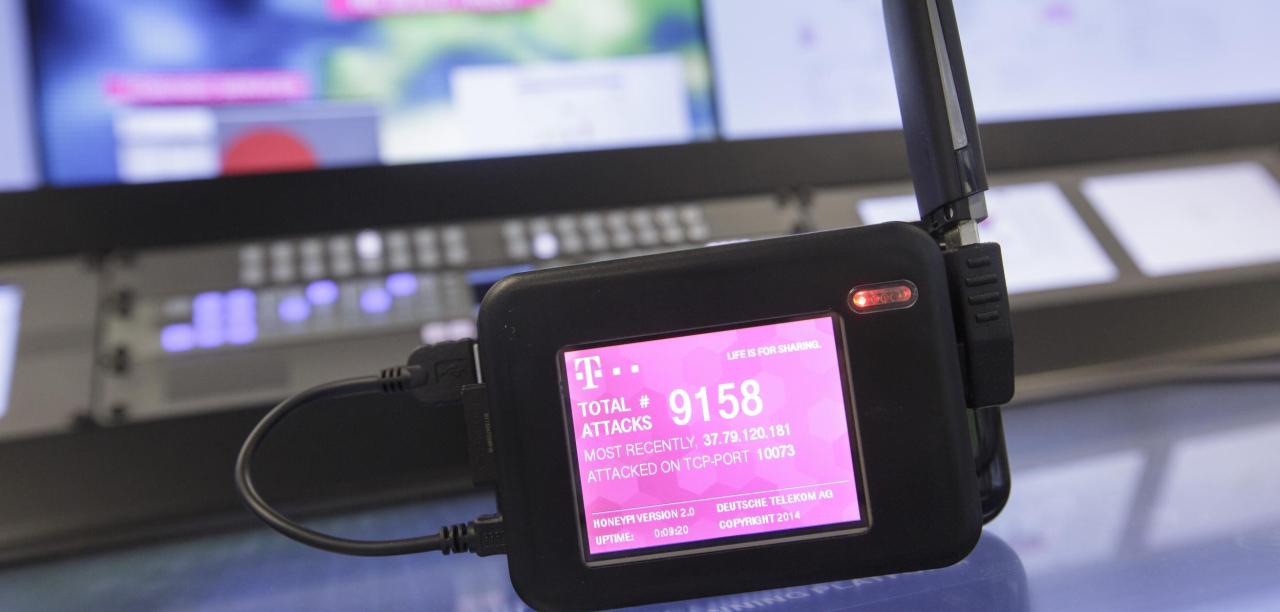 T
LIFE IS FOR SHARING.
TOTAL # ATTACKS 9158
MOST RECENTLY, 37.79.120.181
ATTACKED ON TCP-PORT 10073
HONEYPI VERSION 2.0 DEUTSCHE TELEKOM AG
UPTIME: 0:09:20 COPYRIGHT 2014